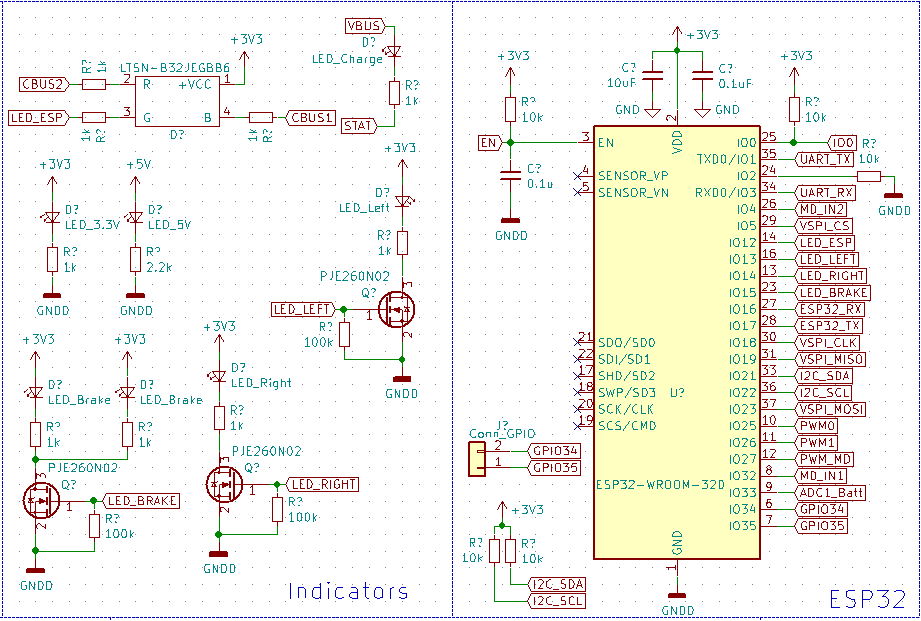 VBUS
+3V3
D?
LED_Charge
R?
1k
STAT
LTSN-B32JEGBB6
CBUS2
R?
1k
2
R
+VCC
1
LED_ESP
1k
R?
3
G
B
4
1k
R?
CBUS1
D?
+3V3
D?
LED_3.3V
R?
1k
GNDD
+5V
D?
LED_5V
R?
2.2k
GNDD
+3V3
D?
LED_Left
R?
1k
PJE260N02
Q?
3
1
2
LED_LEFT
R?
100k
GNDD
+3V3
D?
LED_Brake
R?
1k
+3V3
D?
LED_Brake
R?
1k
PJE260N02
Q?
3
1
2
LED_BRAKE
R?
100k
GNDD
+3V3
D?
LED_Right
R?
1k
PJE260N02
Q?
3
1
2
LED_RIGHT
R?
100k
GNDD
Indicators
+3V3
R?
10k
EN
C?
0.1u
GNDD
+3V3
C?
10uF
GND
C?
0.1uF
GND
+3V3
R?
10k
2
VDD
3
EN
4
SENSOR_VP
5
SENSOR_VN
21
SDO/SD0
22
SDI/SD1
17
SHD/SD2
18
SWP/SD3
U?
20
SCK/CLK
19
SCS/CMD
ESP32-WROOM-32D
GND
1
GNDD
IO0
25
IO0
R?
10k
GNDD
TXD0/IO1
35
UART_TX
IO2
24
RXD0/IO3
34
UART_RX
IO4
26
MD_IN2
IO5
29
VSPI_CS
IO12
14
LED_ESP
IO13
16
LED_LEFT
IO14
13
LED_RIGHT
IO15
23
LED_BRAKE
IO16
27
ESP32_RX
IO17
28
ESP32_TX
IO18
30
VSPI_CLK
IO19
31
VSPI_MISO
IO21
33
I2C_SDA
IO22
36
I2C_SCL
IO23
37
VSPI_MOSI
IO25
10
PWM0
IO26
11
PWM1
IO27
12
PWM_MD
IO32
8
MD_IN1
IO33
9
ADC1_Batt
IO34
6
GPIO34
IO35
7
GPIO35
J?
Conn_GPIO
2
GPIO34
1
GPIO35
+3V3
R?
10k
R?
10k
I2C_SDA
I2C_SCL
ESP32